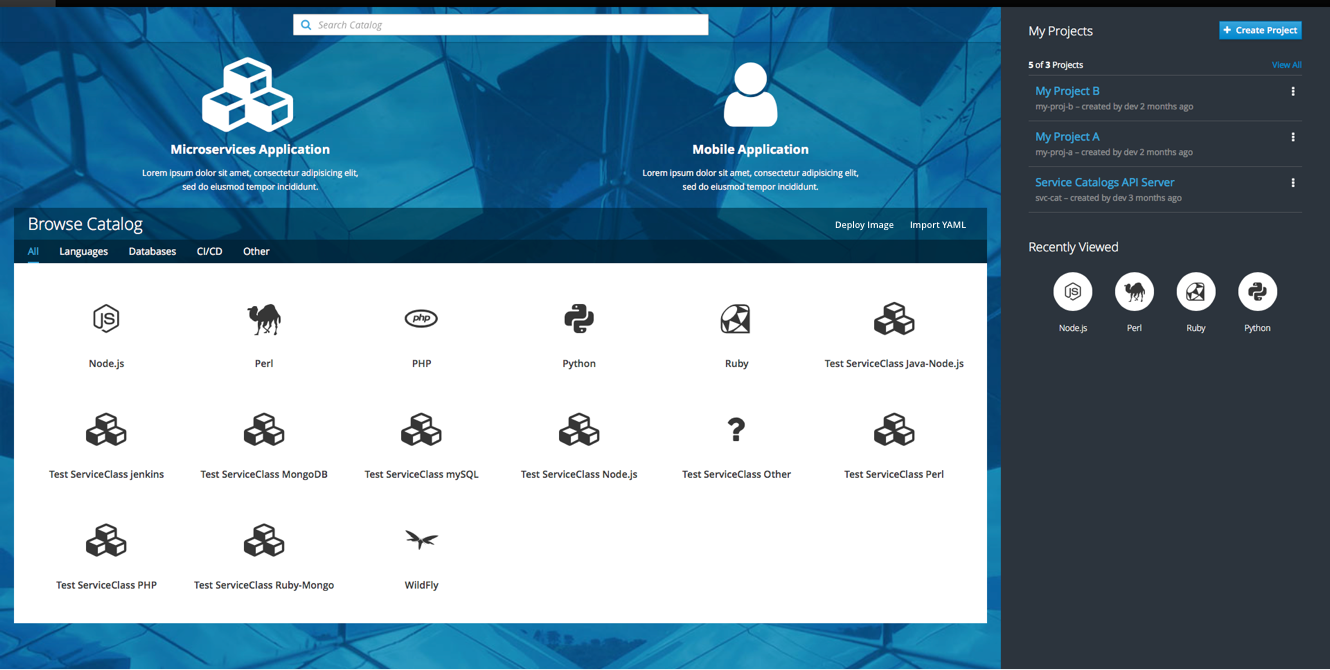 Search Catalog
Microservices Application
Lorem ipsum dolor sit amet, consectetur adipisicing elit,
sed do eiusmod tempor incididunt.
Mobile Application
Lorem ipsum dolor sit amet, consectetur adipisicing elit,
sed do eiusmod tempor incididunt.
Browse Catalog
Deploy Image Import YAML
All Languages Databases CI/CD Other
JS
php
Node.js Perl PHP Python Ruby Test ServiceClass Java-Node.js
?
Test ServiceClass jenkins Test ServiceClass MongoDB Test ServiceClass mySQL Test ServiceClass Node.js Test ServiceClass Other Test ServiceClass Perl
Test ServiceClass PHP Test ServiceClass Ruby-Mongo WildFly
My Projects
+ Create Project
5 of 3 Projects
View All
My Project B
my-proj-b – created by dev 2 months ago
My Project A
my-proj-a – created by dev 2 months ago
Service Catalogs API Server
svc-cat – created by dev 3 months ago
Recently Viewed
JS
Node.js Perl Ruby Python